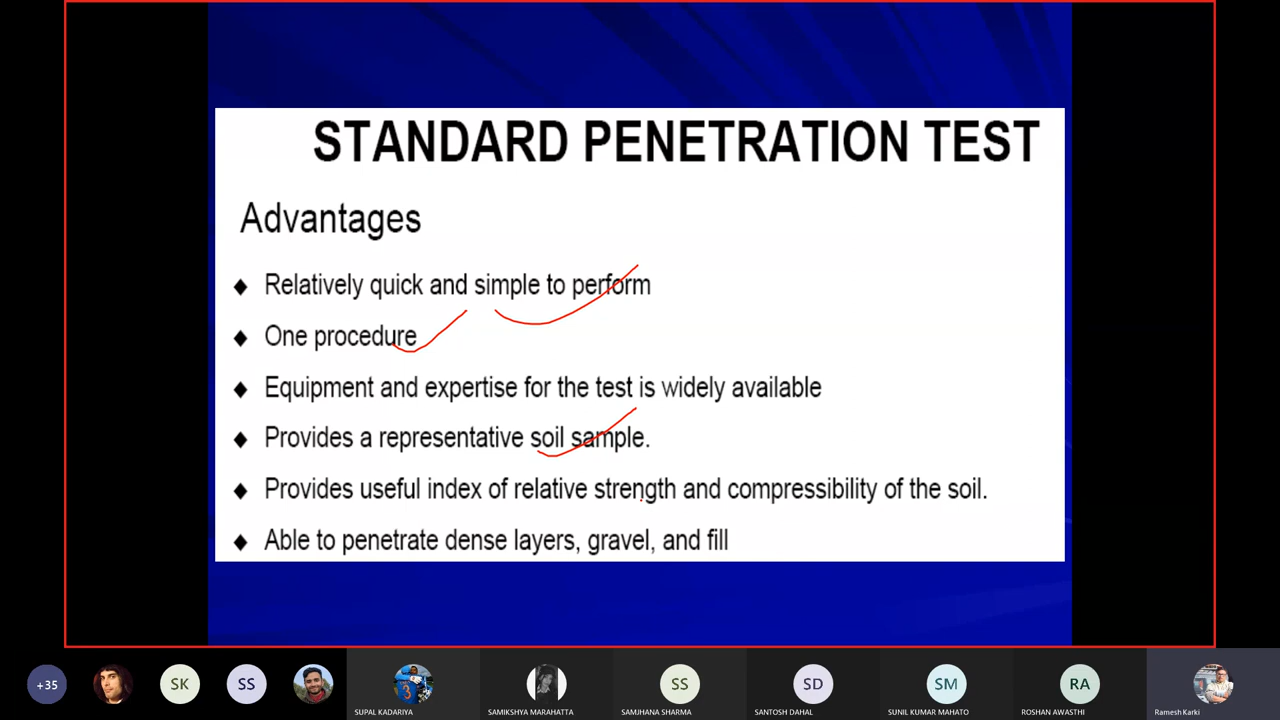 STANDARD PENETRATION TEST
Advantages
♦ Relatively quick and simple to perform
♦ One procedure
♦ Equipment and expertise for the test is widely available
♦ Provides a representative soil sample.
♦ Provides useful index of relative strength and compressibility of the soil.
♦ Able to penetrate dense layers, gravel, and fill
+35
SK
SS
SS
SD
SM
RA
SUPAL KADARIYA
SAMIKSHYA MARAHATTA
SAMJHANA SHARMA
SANTOSH DAHAL
SUNIL KUMAR MAHATO
ROSHAN AWASTHI
Ramesh Karki